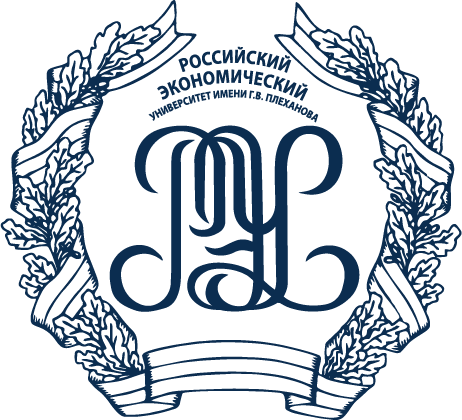 РОССИЙСКИЙ
ЭКОНОМИЧЕСКИЙ
УНИВЕРСИТЕТ ИМЕНИ Г.В. ПЛЕХАНОВА